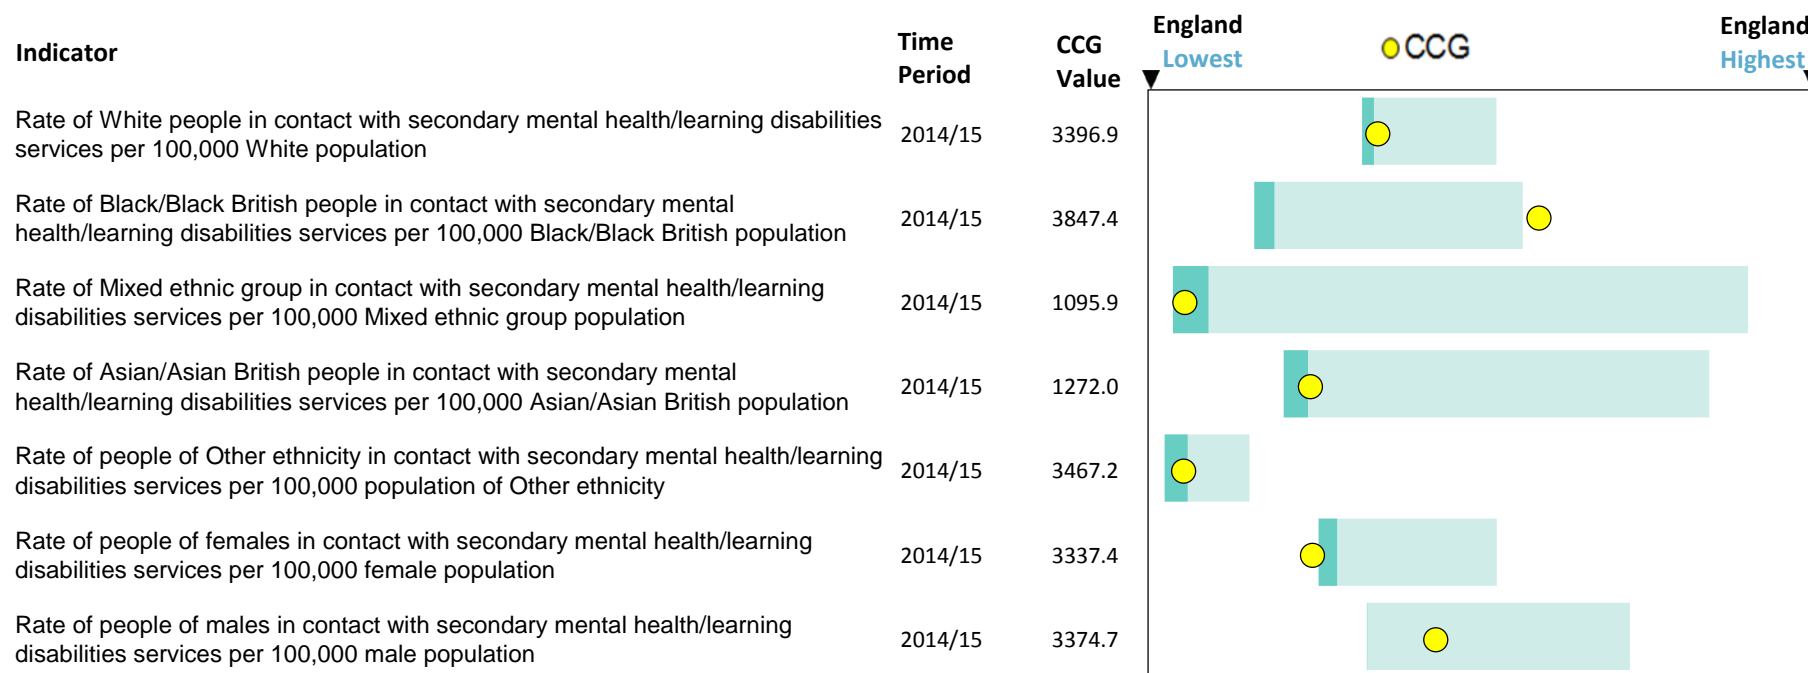 Indicator
Time
Period
CCG
Value
England
Lowest
CCG
England
Highest
Rate of White people in contact with secondary mental health/learning disabilities
services per 100,000 White population
2014/15
3396.9
Rate of Black/Black British people in contact with secondary mental
health/learning disabilities services per 100,000 Black/Black British population
2014/15
3847.4
Rate of Mixed ethnic group in contact with secondary mental health/learning
disabilities services per 100,000 Mixed ethnic group population
2014/15
1095.9
Rate of Asian/Asian British people in contact with secondary mental
health/learning disabilities services per 100,000 Asian/Asian British population
2014/15
1272.0
Rate of people of Other ethnicity in contact with secondary mental health/learning
disabilities services per 100,000 population of Other ethnicity
2014/15
3467.2
Rate of people of females in contact with secondary mental health/learning
disabilities services per 100,000 female population
2014/15
3337.4
Rate of people of males in contact with secondary mental health/learning
disabilities services per 100,000 male population
2014/15
3374.7